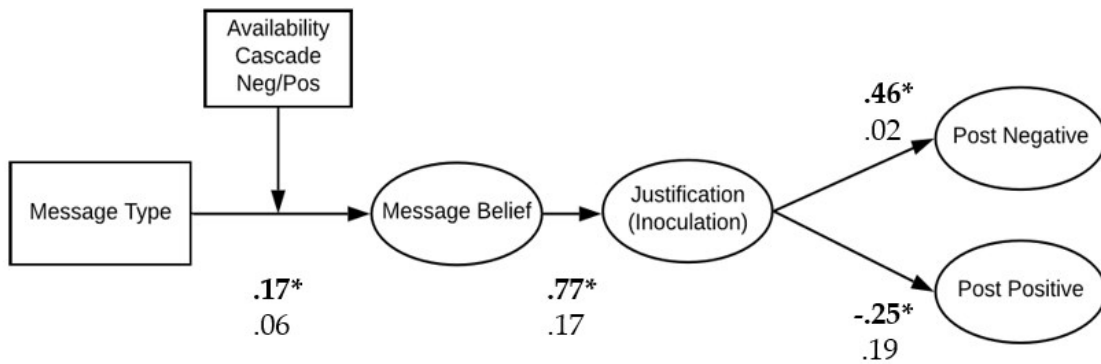 Availability
Cascade
Neg/Pos
Message Type
Message Belief
Justification
(Inoculation)
Post Negative
Post Positive
.17*
.06
.77*
.17
.46*
.02
-.25*
.19